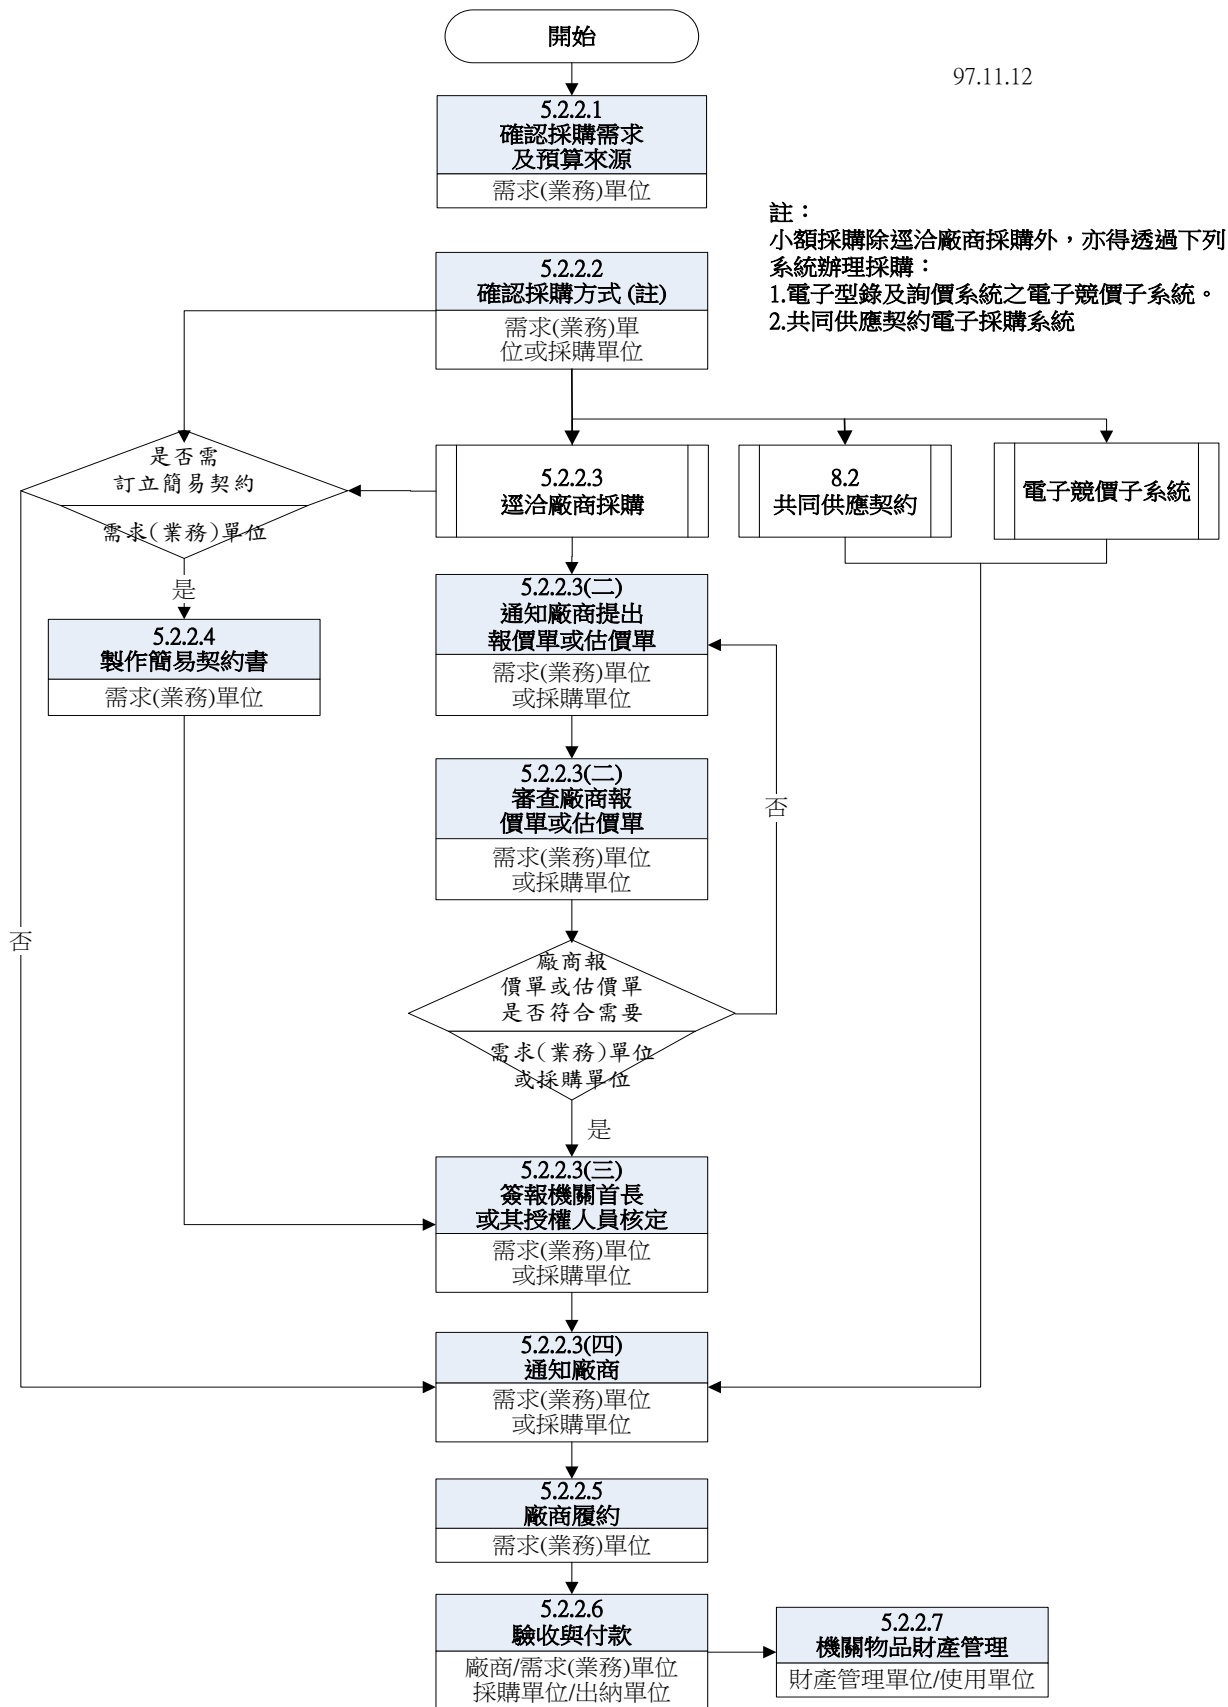 開始
97.11.12
5.2.2.1
確認採購需求
及預算來源
需求(業務)單位
註：
小額採購除逕洽廠商採購外，亦得透過下列
系統辦理採購：
1.電子型錄及詢價系統之電子競價子系統。
2.共同供應契約電子採購系統
5.2.2.2
確認採購方式 (註)
需求(業務)單
位或採購單位
是否需
訂立簡易契約
需求(業務)單位
5.2.2.3
逕洽廠商採購
8.2
共同供應契約
電子競價子系統
是
5.2.2.4
製作簡易契約書
需求(業務)單位
5.2.2.3(二)
通知廠商提出
報價單或估價單
需求(業務)單位
或採購單位
5.2.2.3(二)
審查廠商報
價單或估價單
需求(業務)單位
或採購單位
否
否
廠商報
價單或估價單
是否符合需要
需求(業務)單位
或採購單位
是
5.2.2.3(三)
簽報機關首長
或其授權人員核定
需求(業務)單位
或採購單位
5.2.2.3(四)
通知廠商
需求(業務)單位
或採購單位
5.2.2.5
廠商履約
需求(業務)單位
5.2.2.6
驗收與付款
廠商/需求(業務)單位
採購單位/出納單位
5.2.2.7
機關物品財產管理
財產管理單位/使用單位